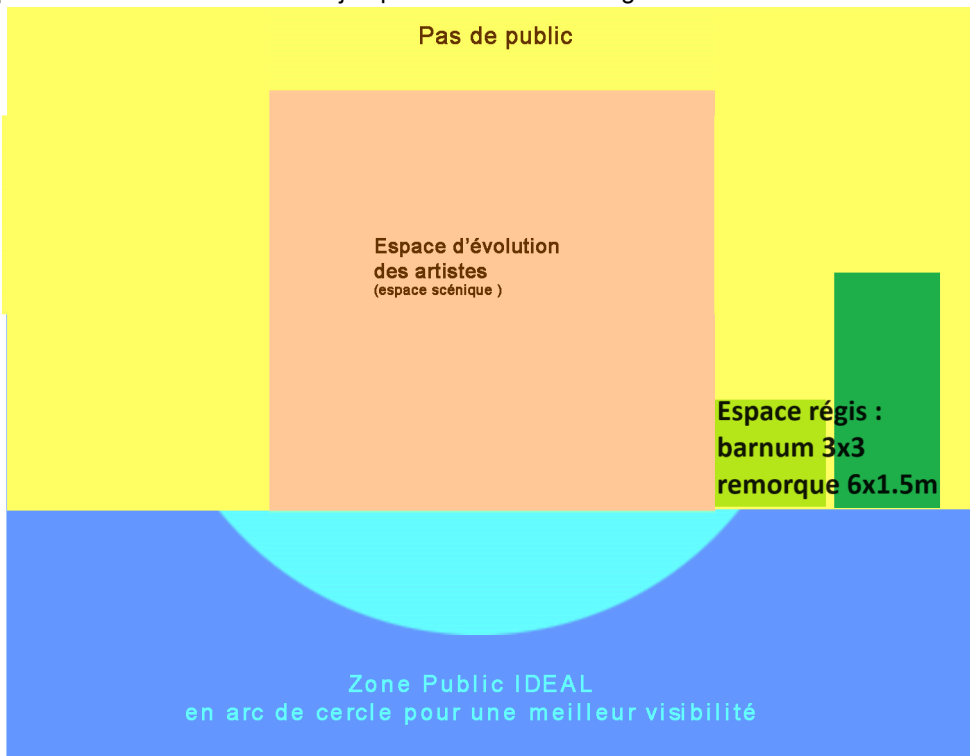 Pas de public
Espace d'évolution
des artistes
(espace scénique )
Espace régis :
barnum 3x3
remorque 6x1.5m
Zone Public IDEAL
en arc de cercle pour une meilleur visibilité